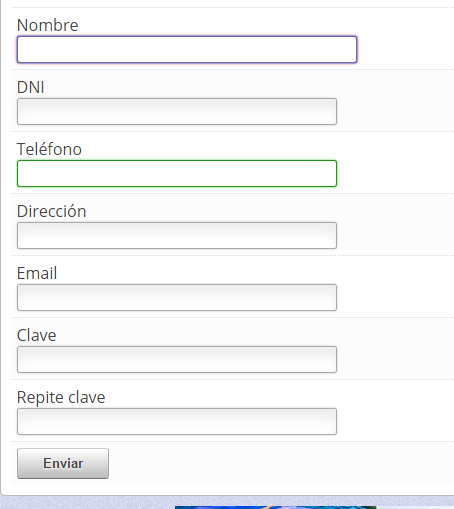 Nombre
DNI
Teléfono
Dirección
Email
Clave
Repite clave
Enviar